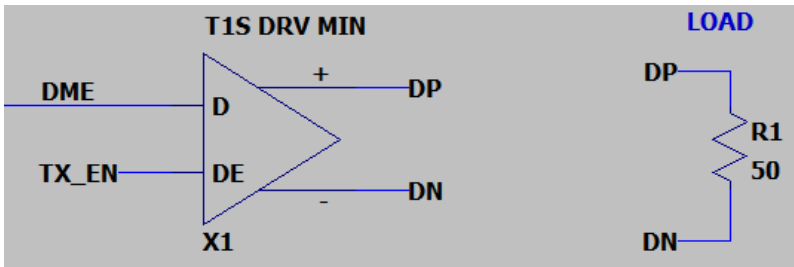 T1S DRV MIN
LOAD
+
DP
DP
DME
D
R1
50
TX_EN
DE
DN
-
X1
DN